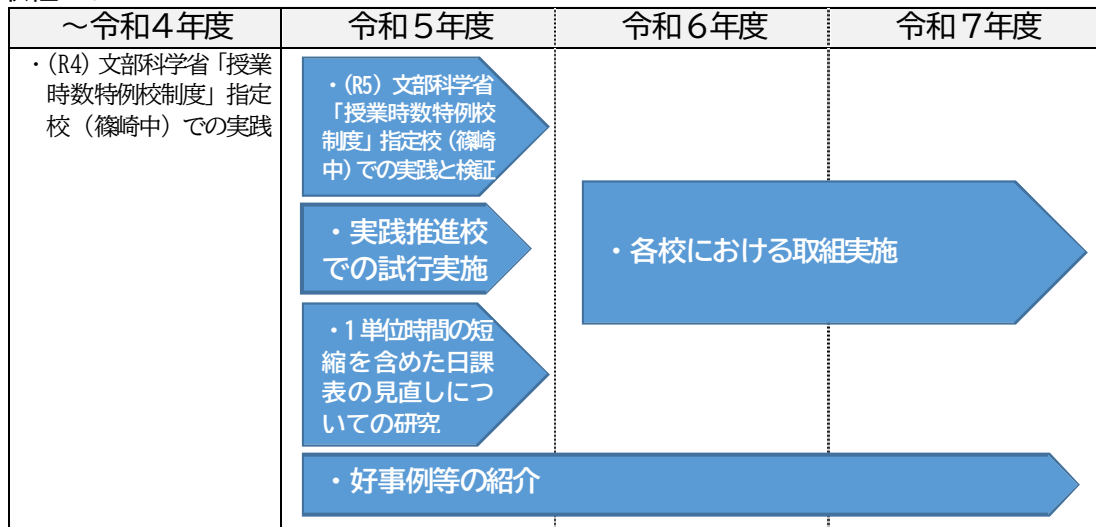 ～令和４年度
令和５年度
令和６年度
令和７年度
・(R4) 文部科学省「授業
時数特例校制度」指定
校（篠崎中）での実践
・(R5) 文部科学省
「授業時数特例校
制度」指定校（篠崎
中）での実践と検証
・実践推進校
での試行実施
・各校における取組実施
・1単位時間の短
縮を含めた日課
表の見直しにつ
いての研究
・好事例等の紹介